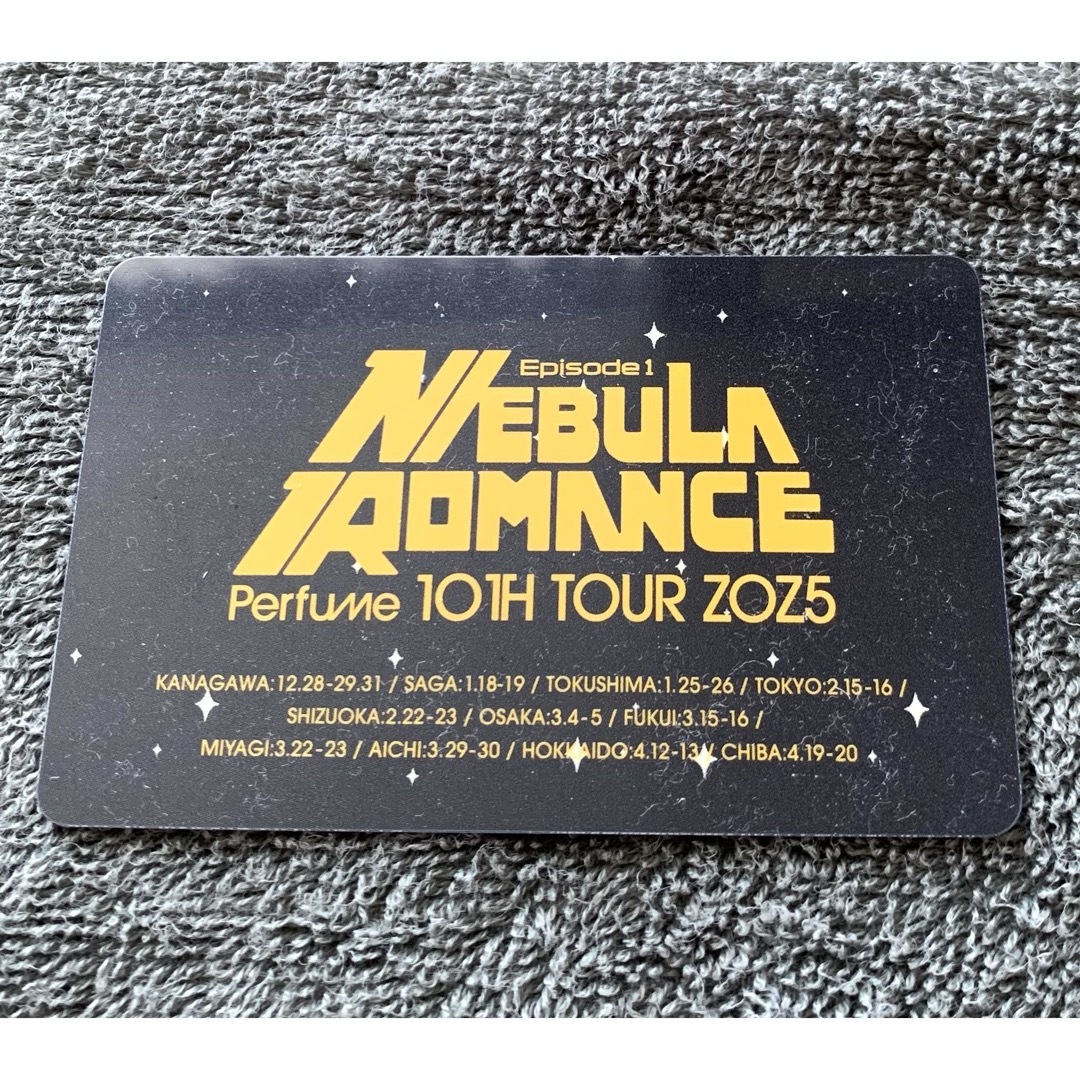 Episode 1
NEBULA
ROMANCE
Perfume 10TH TOUR ZOZ5
KANAGAWA:12.28-29.31 / SAGA:1.18-19 / TOKUSHIMA:1.25-26 / TOKYO:2.15-16 /
SHIZUOKA:2.22-23 / OSAKA:3.4-5 / FUKUI:3.15-16 /
MIYAGI:3.22-23 / AICHI:3.29-30 / HOKKAIDO:4.12-13 / CHIBA:4.19-20